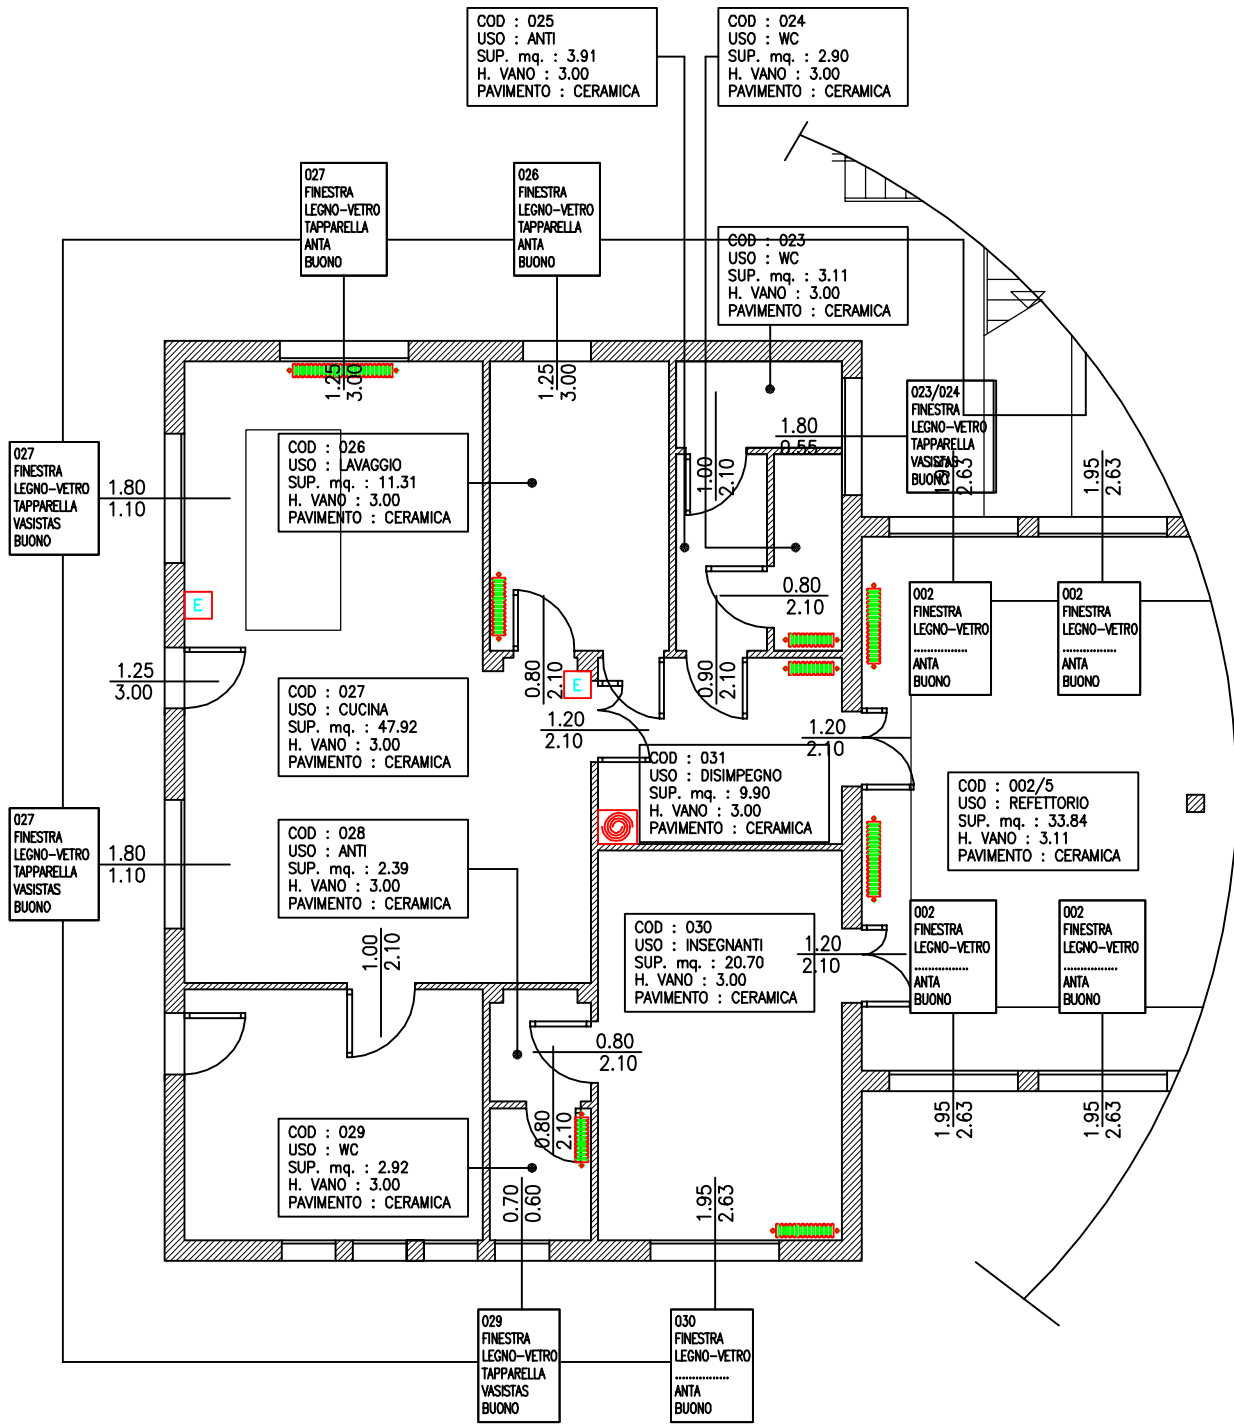 COD : 025
USO : ANTI
SUP. mq. : 3.91
H. VANO : 3.00
PAVIMENTO : CERAMICA
COD : 024
USO : WC
SUP. mq. : 2.90
H. VANO : 3.00
PAVIMENTO : CERAMICA
027
FINESTRA
LEGNO-VETRO
TAPPARELLA
ANTA
BUONO
026
FINESTRA
LEGNO-VETRO
TAPPARELLA
ANTA
BUONO
COD : 023
USO : WC
SUP. mq. : 3.11
H. VANO : 3.00
PAVIMENTO : CERAMICA
1.25
3.00
1.25
3.00
023/024
FINESTRA
LEGNO-VETRO
TAPPARELLA
VASISTAS
BUONO
1.80
0.55
1.00
2.10
1.95
2.63
1.95
2.63
027
FINESTRA
LEGNO-VETRO
TAPPARELLA
VASISTAS
BUONO
1.80
1.10
COD : 026
USO : LAVAGGIO
SUP. mq. : 11.31
H. VANO : 3.00
PAVIMENTO : CERAMICA
E
0.80
2.10
002
FINESTRA
LEGNO-VETRO
................
ANTA
BUONO
002
FINESTRA
LEGNO-VETRO
................
ANTA
BUONO
1.25
3.00
0.80
2.10
E
0.90
2.10
COD : 027
USO : CUCINA
SUP. mq. : 47.92
H. VANO : 3.00
PAVIMENTO : CERAMICA
1.20
2.10
1.20
2.10
COD : 031
USO : DISIMPEGNO
SUP. mq. : 9.90
H. VANO : 3.00
PAVIMENTO : CERAMICA
COD : 002/5
USO : REFETTORIO
SUP. mq. : 33.84
H. VANO : 3.11
PAVIMENTO : CERAMICA
027
FINESTRA
LEGNO-VETRO
TAPPARELLA
VASISTAS
BUONO
1.80
1.10
COD : 028
USO : ANTI
SUP. mq. : 2.39
H. VANO : 3.00
PAVIMENTO : CERAMICA
1.00
2.10
COD : 030
USO : INSEGNANTI
SUP. mq. : 20.70
H. VANO : 3.00
PAVIMENTO : CERAMICA
1.20
2.10
002
FINESTRA
LEGNO-VETRO
................
ANTA
BUONO
002
FINESTRA
LEGNO-VETRO
................
ANTA
BUONO
0.80
2.10
0.80
2.10
1.95
2.63
1.95
2.63
COD : 029
USO : WC
SUP. mq. : 2.92
H. VANO : 3.00
PAVIMENTO : CERAMICA
0.70
0.60
1.95
2.63
029
FINESTRA
LEGNO-VETRO
TAPPARELLA
VASISTAS
BUONO
030
FINESTRA
LEGNO-VETRO
................
ANTA
BUONO